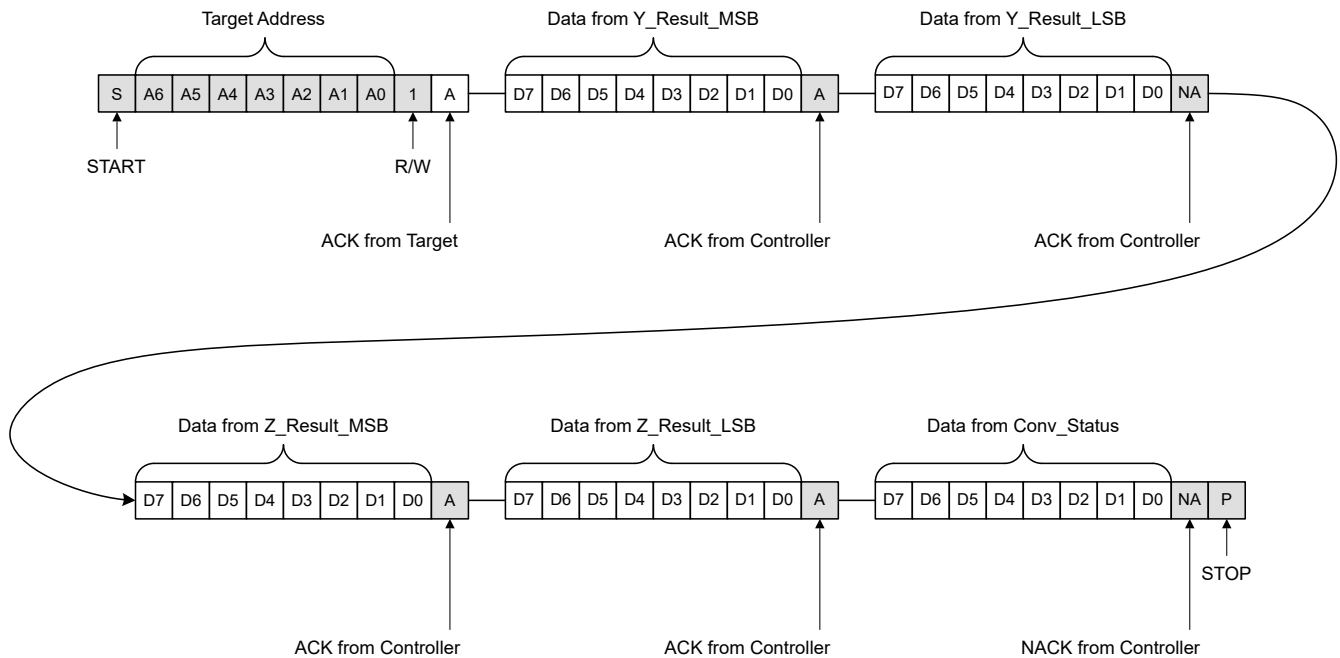 Target Address
Data from Y_Result_MSB
Data from Y_Result_LSB
S A6 A5 A4 A3 A2 A1 A0 1 A
D7 D6 D5 D4 D3 D2 D1 D0 A
D7 D6 D5 D4 D3 D2 D1 D0 NA
START
R/W
ACK from Target
ACK from Controller
ACK from Controller
Data from Z_Result_MSB
Data from Z_Result_LSB
Data from Conv_Status
D7 D6 D5 D4 D3 D2 D1 D0 A
D7 D6 D5 D4 D3 D2 D1 D0 A
D7 D6 D5 D4 D3 D2 D1 D0 NA P
STOP
ACK from Controller
ACK from Controller
NACK from Controller